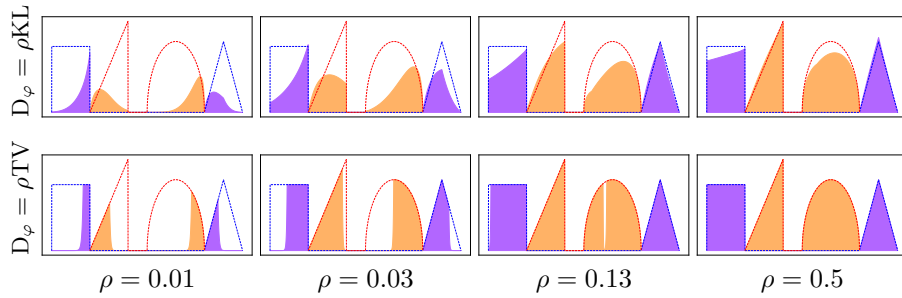 D_φ = ρKL
D_φ = ρTV
ρ = 0.01
ρ = 0.03
ρ = 0.13
ρ = 0.5